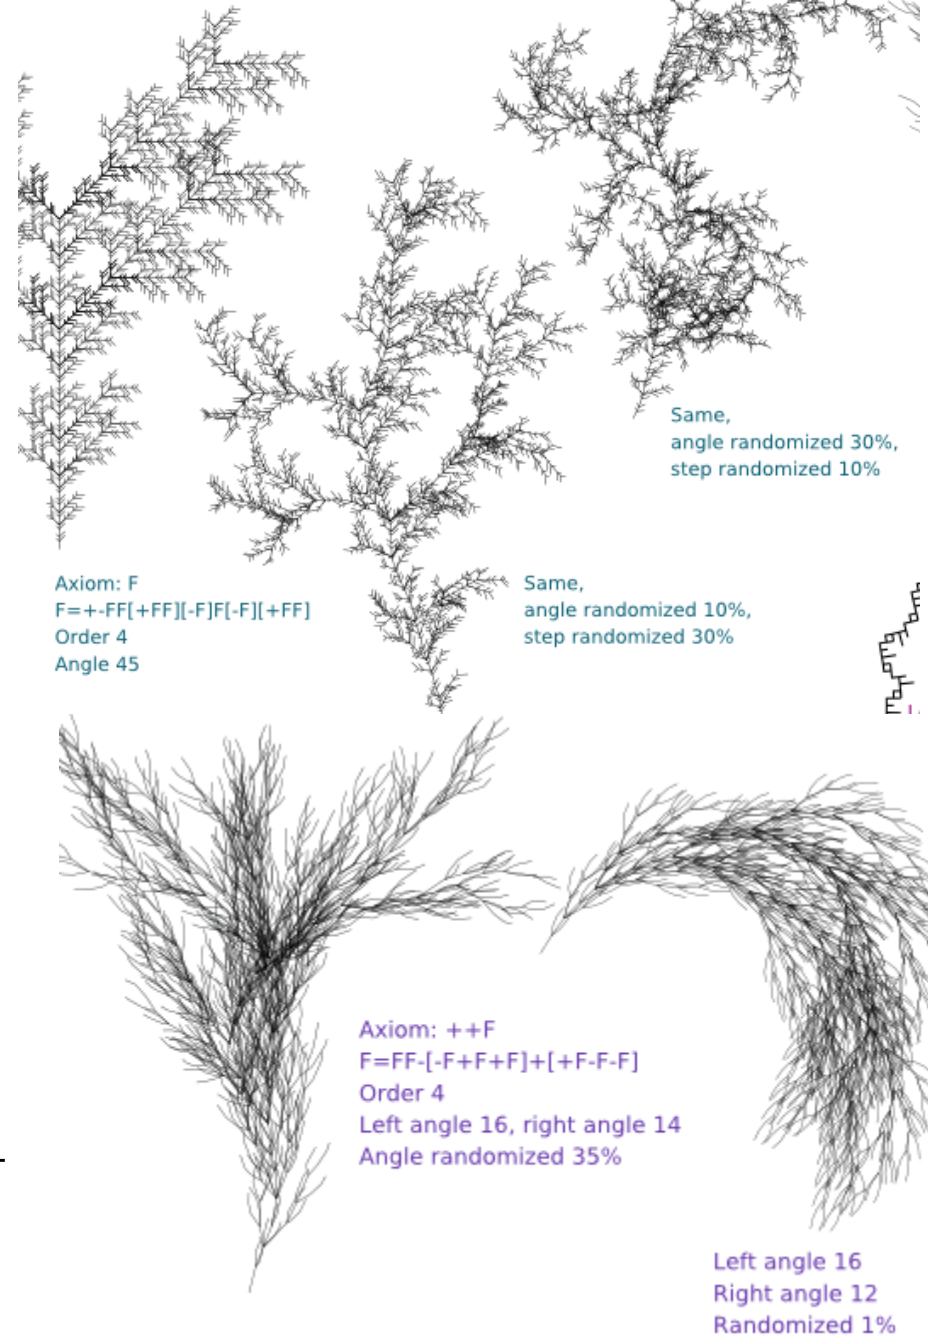 Same,
angle randomized 30%,
step randomized 10%
Axiom: F
F=+-FF[+FF][-F]F[-F][+FF]
Order 4
Angle 45
Same,
angle randomized 10%,
step randomized 30%
Axiom: ++F
F=FF-[-F+F+F]+[+F-F-F]
Order 4
Left angle 16, right angle 14
Angle randomized 35%
Left angle 16
Right angle 12
Randomized 1%